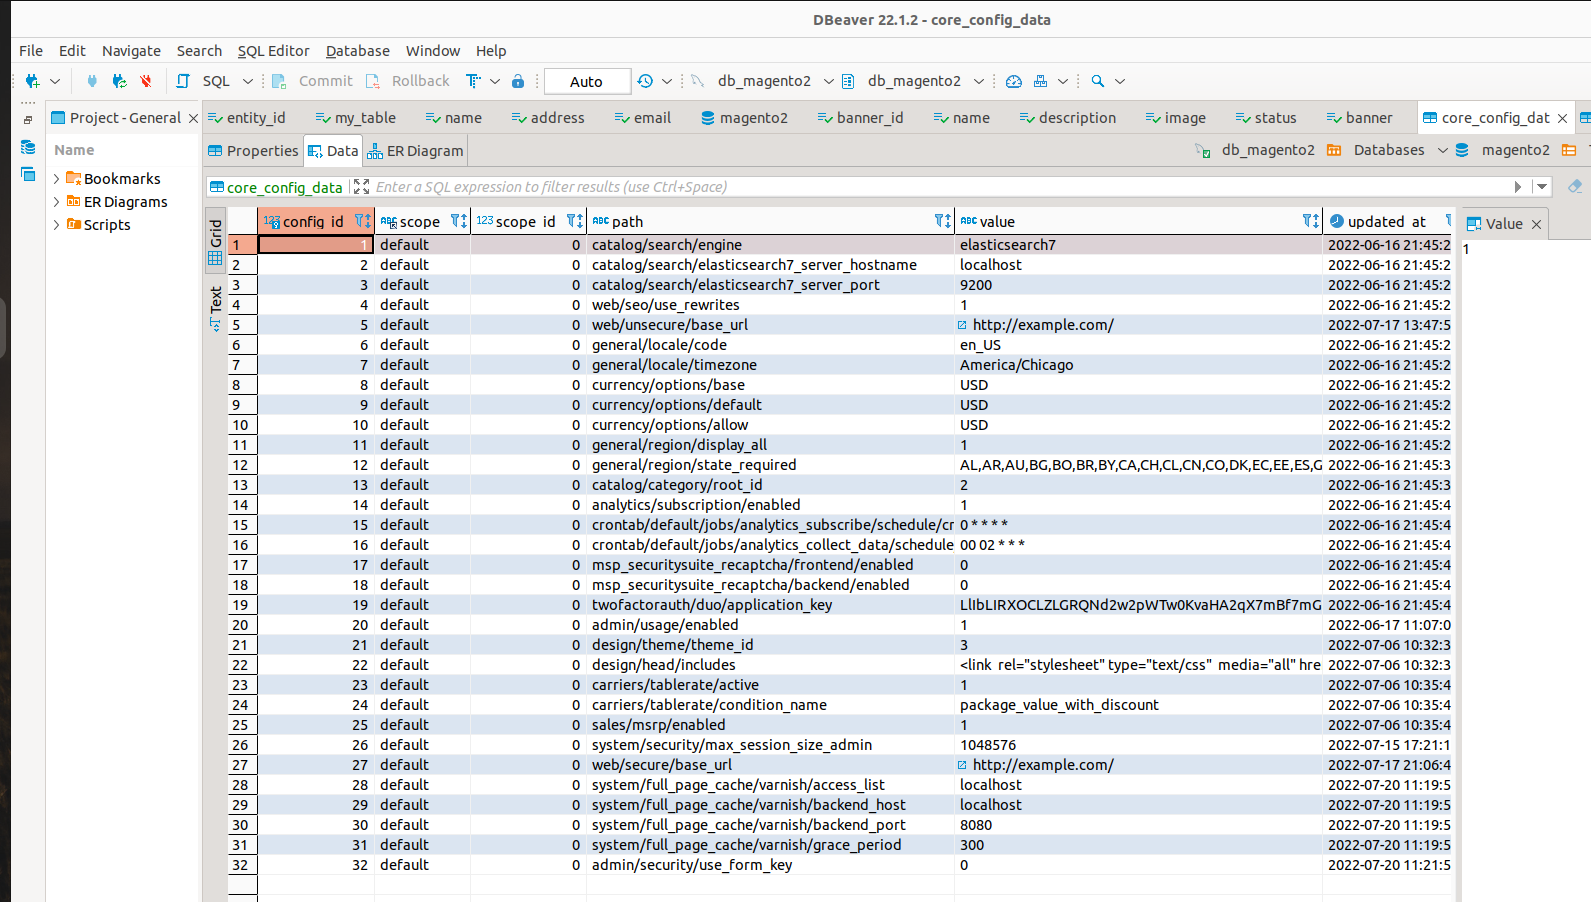 DBeaver 22.1.2 - core_config_data
File Edit Navigate Search SQL Editor Database Window Help
SQL Commit Rollback Auto db_magento2 db_magento2
Project - General entity_id my_table name address email magento2 banner_id name description image status banner core_config_dat
Name Properties Data ER Diagram db_magento2 Databases magento2
Bookmarks
ER Diagrams
Scripts
core_config_data Enter a SQL expression to filter results (use Ctrl+Space)
Grid
Text
config_id scope scope_id path value updated_at Value
1 1 default 0 catalog/search/engine elasticsearch7 2022-06-16 21:45:2 1
2 2 default 0 catalog/search/elasticsearch7_server_hostname localhost 2022-06-16 21:45:2
3 3 default 0 catalog/search/elasticsearch7_server_port 9200 2022-06-16 21:45:2
4 4 default 0 web/seo/use_rewrites 1 2022-06-16 21:45:2
5 5 default 0 web/unsecure/base_url http://example.com/ 2022-07-17 13:47:5
6 6 default 0 general/locale/code en_US 2022-06-16 21:45:2
7 7 default 0 general/locale/timezone America/Chicago 2022-06-16 21:45:2
8 8 default 0 currency/options/base USD 2022-06-16 21:45:2
9 9 default 0 currency/options/default USD 2022-06-16 21:45:2
10 10 default 0 currency/options/allow USD 2022-06-16 21:45:2
11 11 default 0 general/region/display_all 1 2022-06-16 21:45:2
12 12 default 0 general/region/state_required AL,AR,AU,BG,BO,BR,BY,CA,CH,CL,CN,CO,DK,EC,EE,ES,G 2022-06-16 21:45:3
13 13 default 0 catalog/category/root_id 2 2022-06-16 21:45:3
14 14 default 0 analytics/subscription/enabled 1 2022-06-16 21:45:4
15 15 default 0 crontab/default/jobs/analytics_subscribe/schedule/cr 0 * * * * 2022-06-16 21:45:4
16 16 default 0 crontab/default/jobs/analytics_collect_data/schedule 00 02 * * * 2022-06-16 21:45:4
17 17 default 0 msp_securitysuite_recaptcha/frontend/enabled 0 2022-06-16 21:45:4
18 18 default 0 msp_securitysuite_recaptcha/backend/enabled 0 2022-06-16 21:45:4
19 19 default 0 twofactorauth/duo/application_key LlIbLIRXOCLZLGRQNd2w2pWTw0KvaHA2qX7mBf7mG 2022-06-16 21:45:4
20 20 default 0 admin/usage/enabled 1 2022-06-17 11:07:0
21 21 default 0 design/theme/theme_id 3 2022-07-06 10:32:3
22 22 default 0 design/head/includes <link rel="stylesheet" type="text/css" media="all" hre 2022-07-06 10:32:3
23 23 default 0 carriers/tablerate/active 1 2022-07-06 10:35:4
24 24 default 0 carriers/tablerate/condition_name package_value_with_discount 2022-07-06 10:35:4
25 25 default 0 sales/msrp/enabled 1 2022-07-06 10:35:4
26 26 default 0 system/security/max_session_size_admin 1048576 2022-07-15 17:21:1
27 27 default 0 web/secure/base_url http://example.com/ 2022-07-17 21:06:4
28 28 default 0 system/full_page_cache/varnish/access_list localhost 2022-07-20 11:19:5
29 29 default 0 system/full_page_cache/varnish/backend_host localhost 2022-07-20 11:19:5
30 30 default 0 system/full_page_cache/varnish/backend_port 8080 2022-07-20 11:19:5
31 31 default 0 system/full_page_cache/varnish/grace_period 300 2022-07-20 11:19:5
32 32 default 0 admin/security/use_form_key 0 2022-07-20 11:21:5